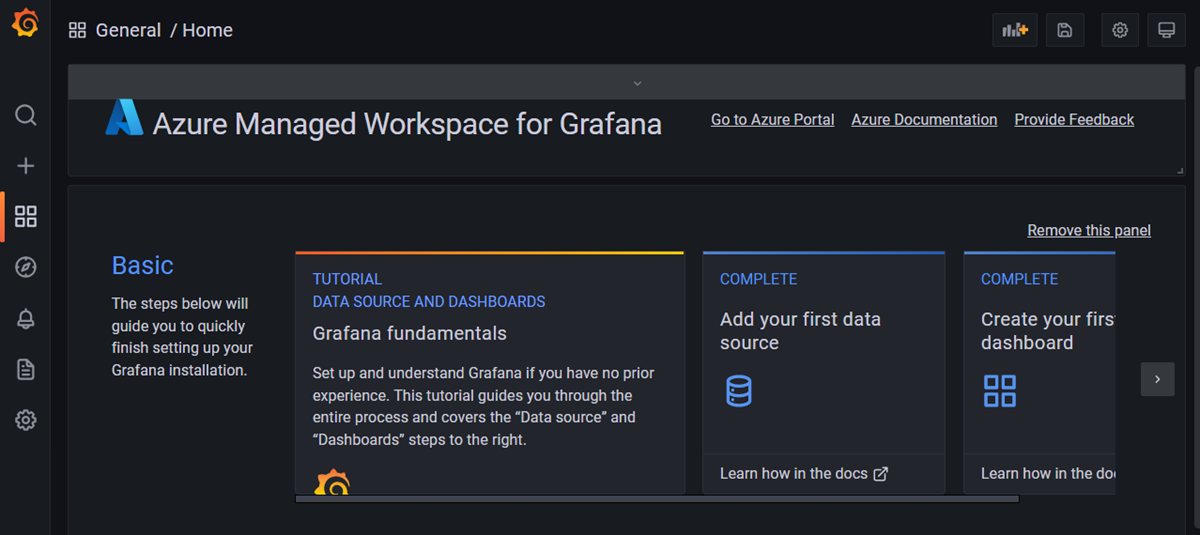 General / Home
Azure Managed Workspace for Grafana
Go to Azure Portal Azure Documentation Provide Feedback
Remove this panel
Basic
The steps below will
guide you to quickly
finish setting up your
Grafana installation.
TUTORIAL
DATA SOURCE AND DASHBOARDS
Grafana fundamentals
Set up and understand Grafana if you have no prior
experience. This tutorial guides you through the
entire process and covers the “Data source” and
“Dashboards” steps to the right.
COMPLETE
Add your first data
source
Learn how in the docs
COMPLETE
Create your firs
dashboard
Learn how in the do